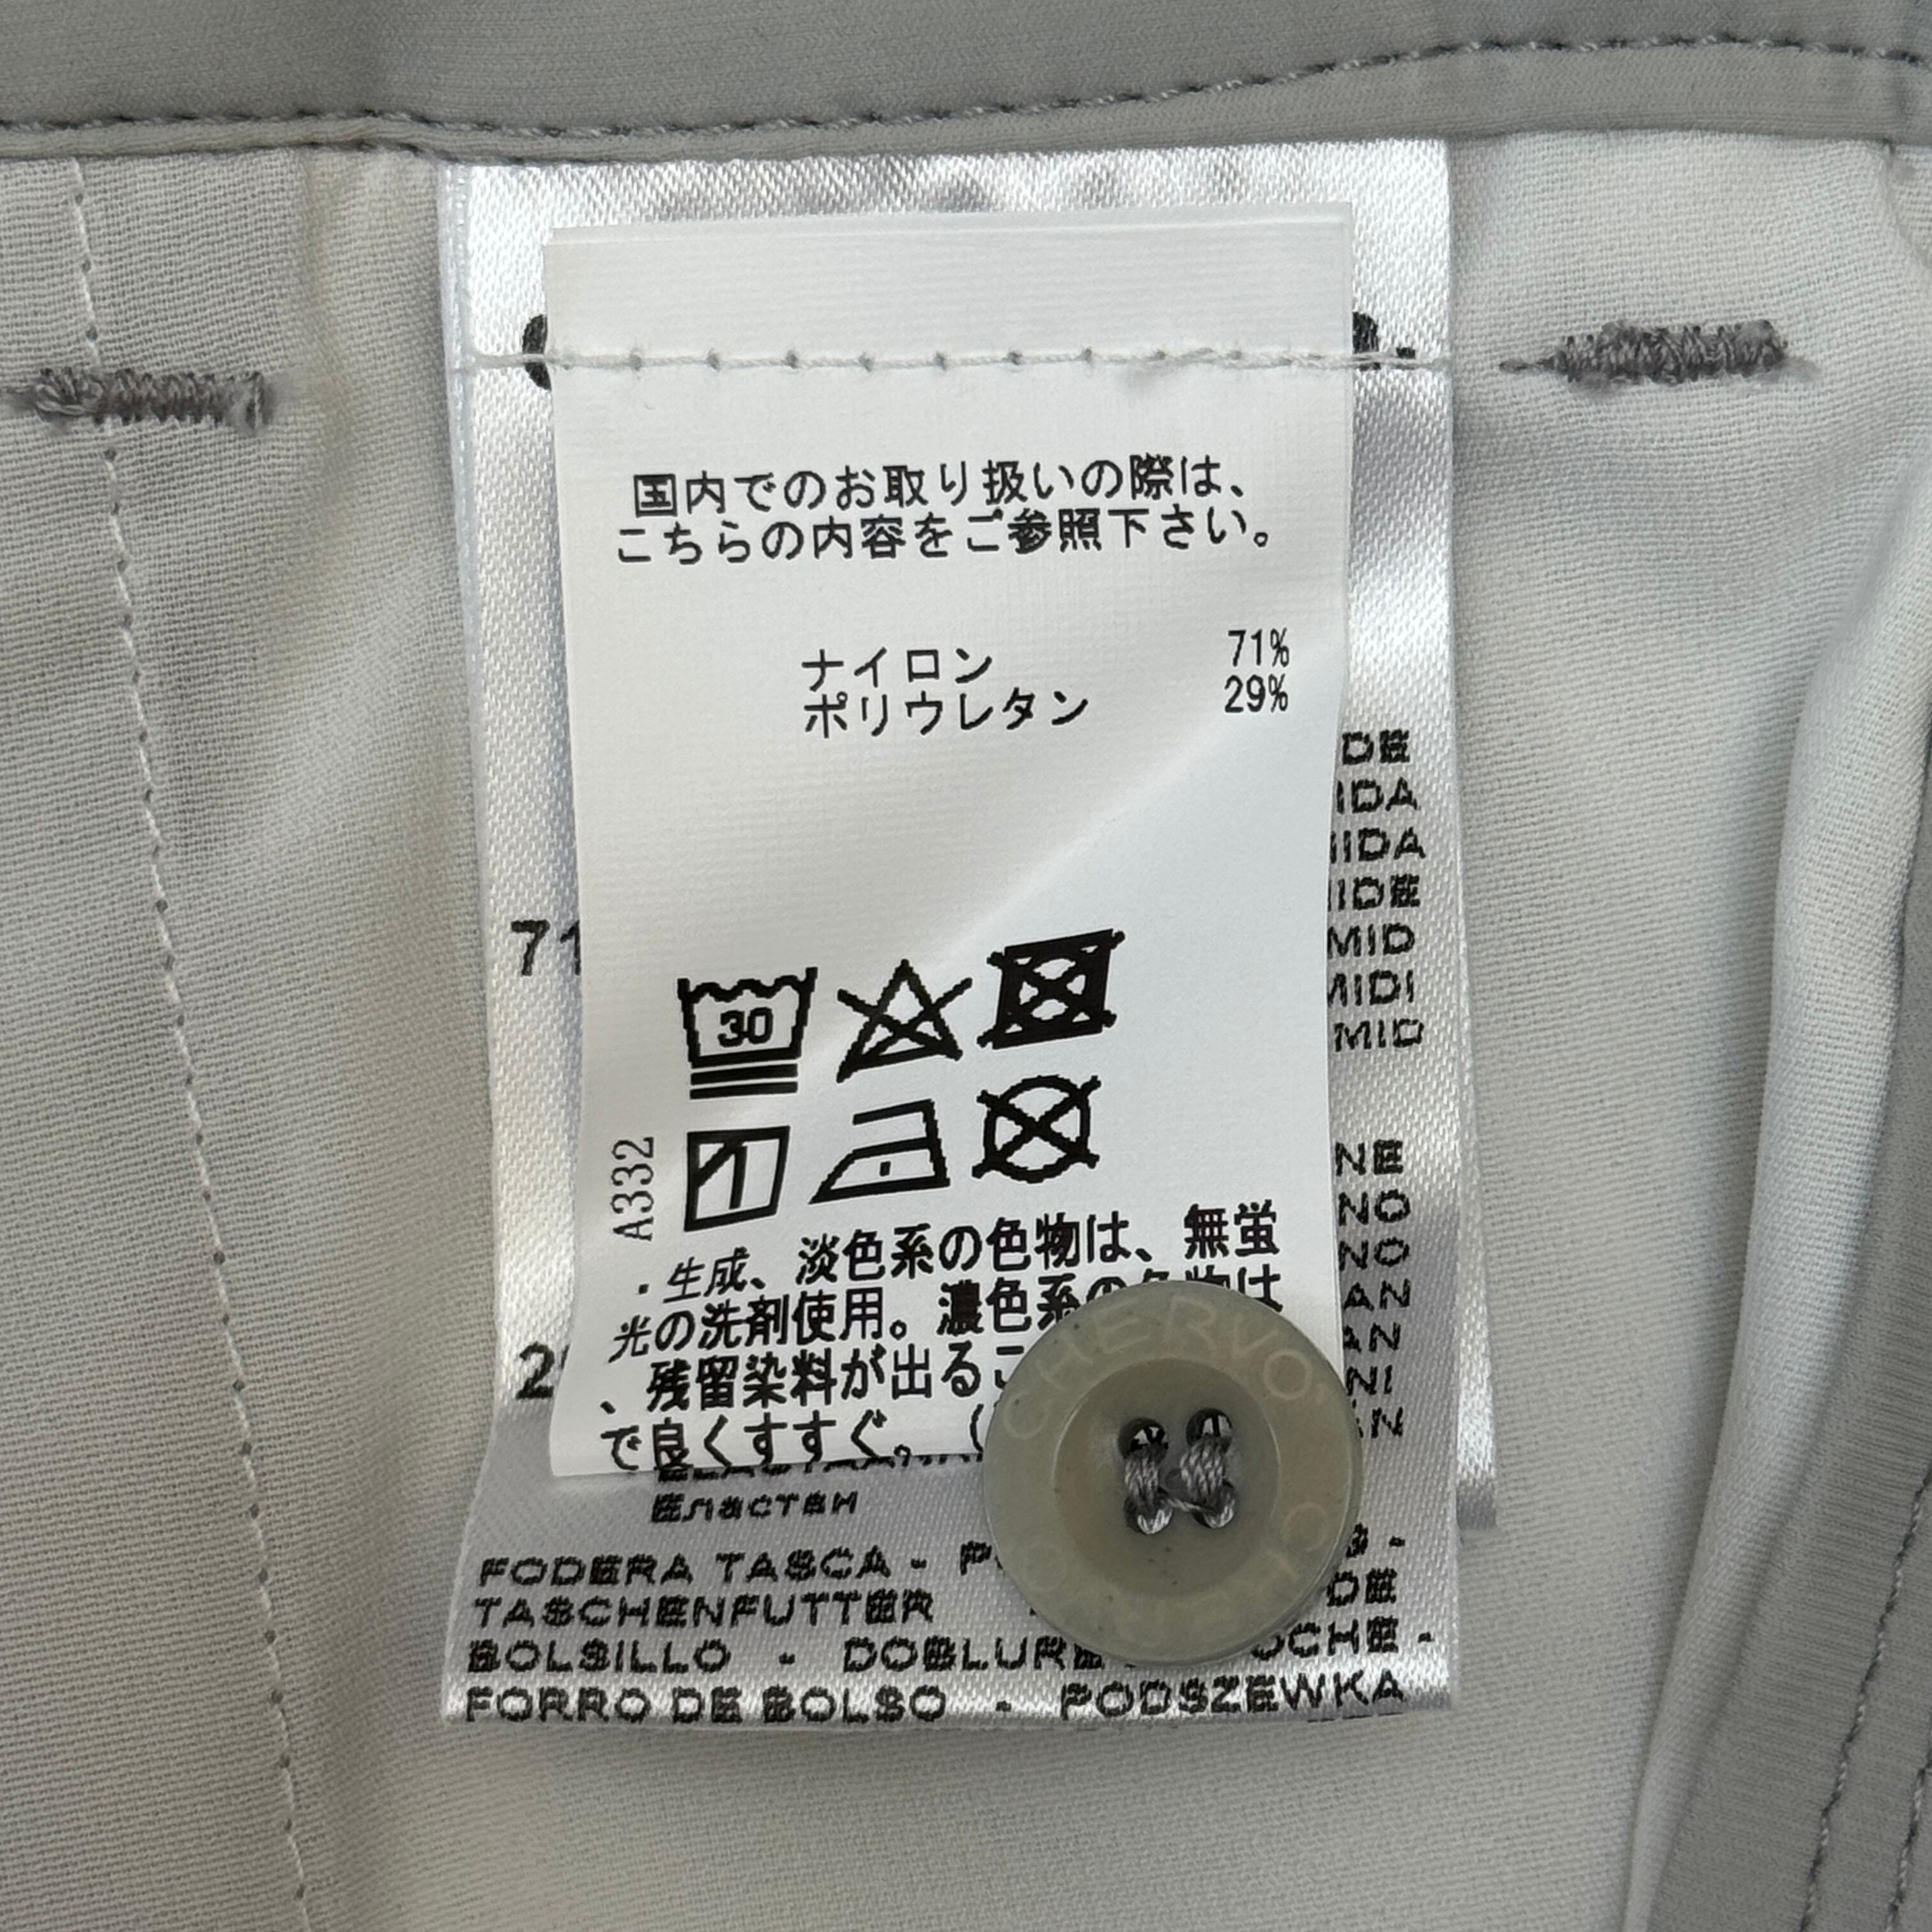 国内でのお取り扱いの際は、
こちらの内容をご参照下さい。
ナイロン 71%
ポリウレタン 29%
DE
IDA
IDA
IDE
MID
MIDI
MID
71
30
A332
・生成、淡色系の色物は、無蛍
光の洗剤使用。濃色系の色物は
、残留染料が出るこ
で良くすすぐ。（
ZE
NO
NO
AN
AN
NI
AN
2
CHERVO
Еластан
FODERA TASCA - P
TASCHENFUTTER DE
BOLSILLO - DOBLURE OCHE -
FORRO DE BOLSO - PODSZEWKA